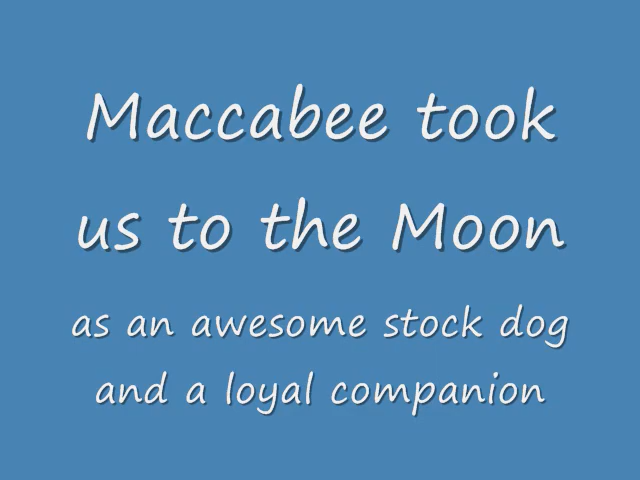 Maccabee took
us to the Moon
as an awesome stock dog
and a loyal companion